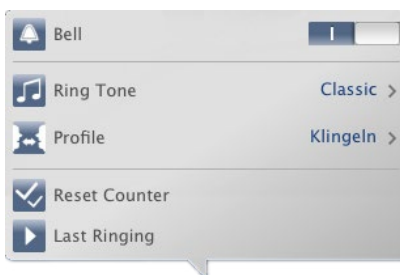 Bell
Ring Tone Classic
Profile Klingeln
Reset Counter
Last Ringing